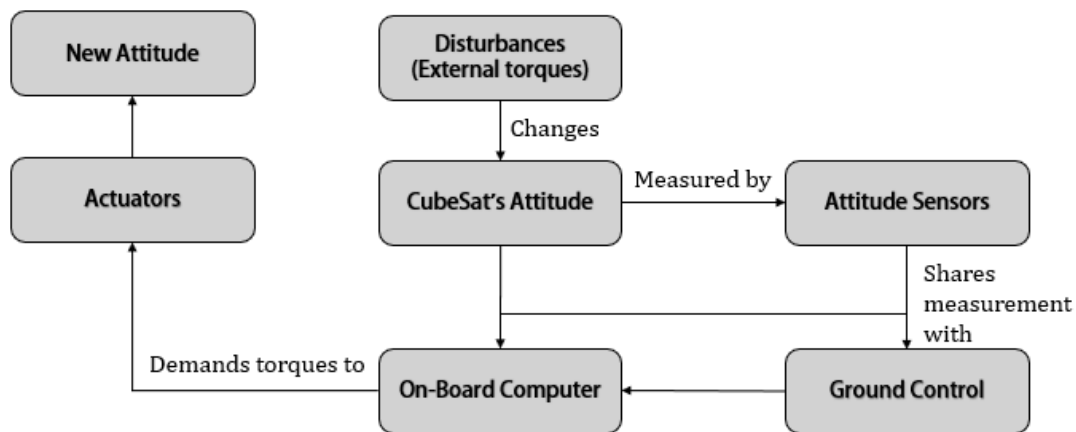 New Attitude
Disturbances
(External torques)
Changes
Actuators
CubeSat's Attitude
Measured by
Attitude Sensors
Shares
measurement
with
Demands torques to
On-Board Computer
Ground Control